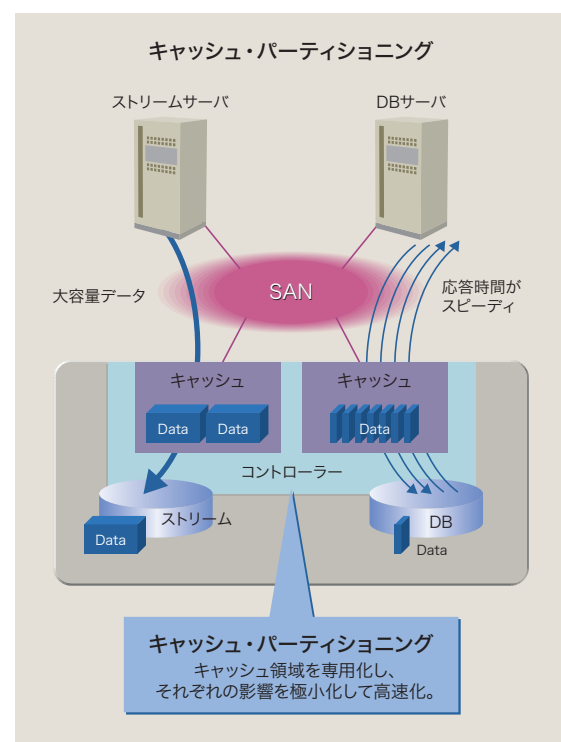 キャッシュ・パーティショニング
ストリームサーバ
DBサーバ
大容量データ
SAN
応答時間が
スピーディ
キャッシュ
キャッシュ
Data
Data
Data
コントローラー
ストリーム
DB
Data
Data
キャッシュ・パーティショニング
キャッシュ領域を専用化し、
それぞれの影響を極小化して高速化。